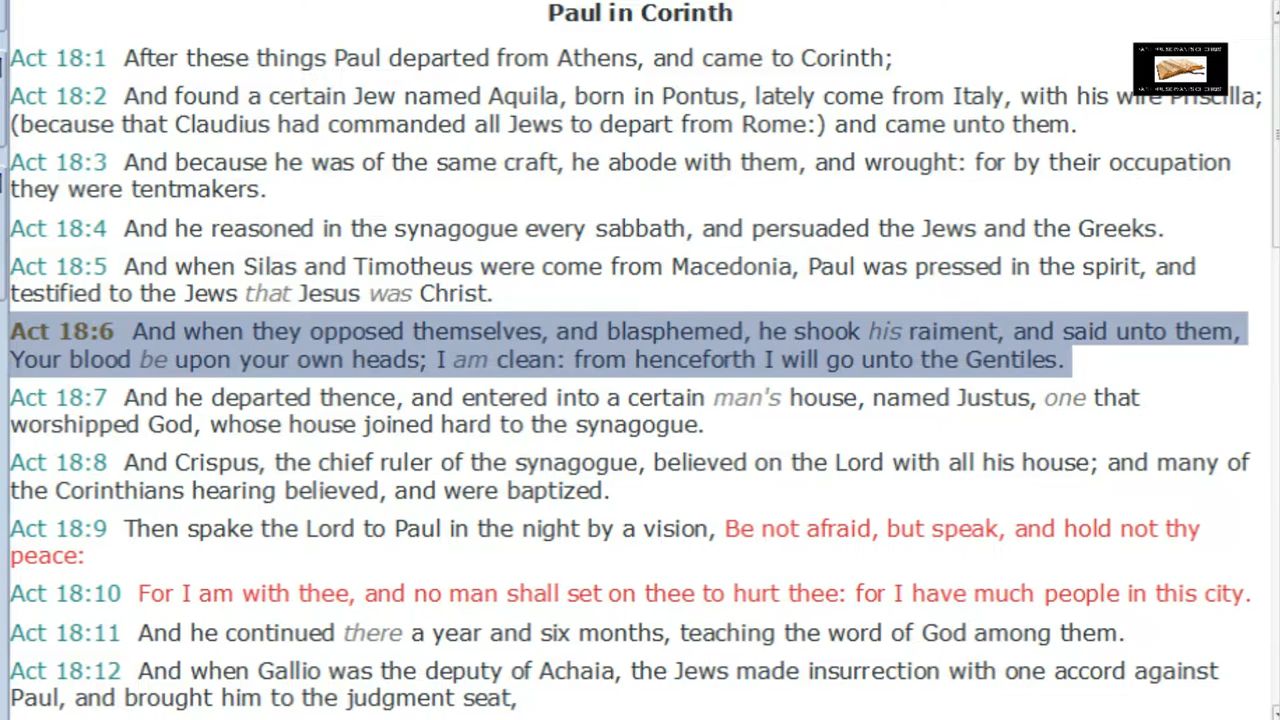 Paul in Corinth
Act 18:1 After these things Paul departed from Athens, and came to Corinth;
Act 18:2 And found a certain Jew named Aquila, born in Pontus, lately come from Italy, with his wife Priscilla;
(because that Claudius had commanded all Jews to depart from Rome:) and came unto them.
Act 18:3 And because he was of the same craft, he abode with them, and wrought: for by their occupation
they were tentmakers.
Act 18:4 And he reasoned in the synagogue every sabbath, and persuaded the Jews and the Greeks.
Act 18:5 And when Silas and Timotheus were come from Macedonia, Paul was pressed in the spirit, and
testified to the Jews that Jesus was Christ.
Act 18:6 And when they opposed themselves, and blasphemed, he shook his raiment, and said unto them,
Your blood be upon your own heads; I am clean: from henceforth I will go unto the Gentiles.
Act 18:7 And he departed thence, and entered into a certain man's house, named Justus, one that
worshipped God, whose house joined hard to the synagogue.
Act 18:8 And Crispus, the chief ruler of the synagogue, believed on the Lord with all his house; and many of
the Corinthians hearing believed, and were baptized.
Act 18:9 Then spake the Lord to Paul in the night by a vision, Be not afraid, but speak, and hold not thy
peace:
Act 18:10 For I am with thee, and no man shall set on thee to hurt thee: for I have much people in this city.
Act 18:11 And he continued there a year and six months, teaching the word of God among them.
Act 18:12 And when Gallio was the deputy of Achaia, the Jews made insurrection with one accord against
Paul, and brought him to the judgment seat,